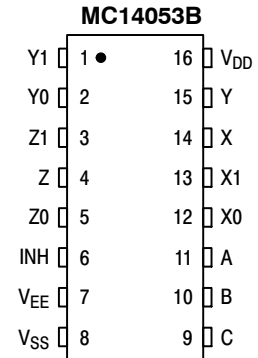 MC14053B
Y1 1 16 VDD
Y0 2 15 Y
Z1 3 14 X
Z 4 13 X1
Z0 5 12 X0
INH 6 11 A
VEE 7 10 B
VSS 8 9 C